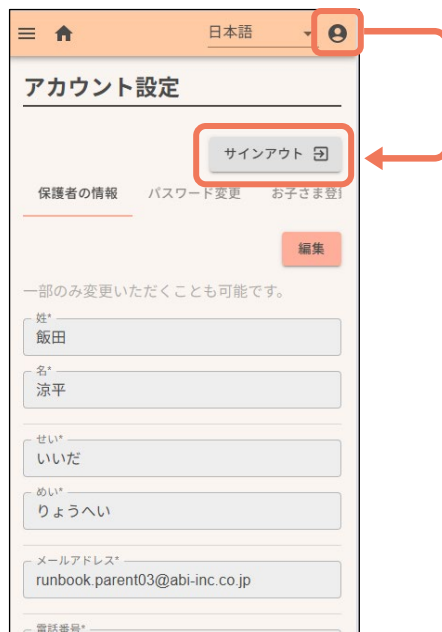 日本語
アカウント設定
サインアウト
保護者の情報 パスワード変更 お子さま登
編集
一部のみ変更いただくことも可能です。
姓*
飯田
名*
涼平
せい*
いいだ
めい*
りょうへい
メールアドレス*
runbook.parent03@abi-inc.co.jp
電話番号*